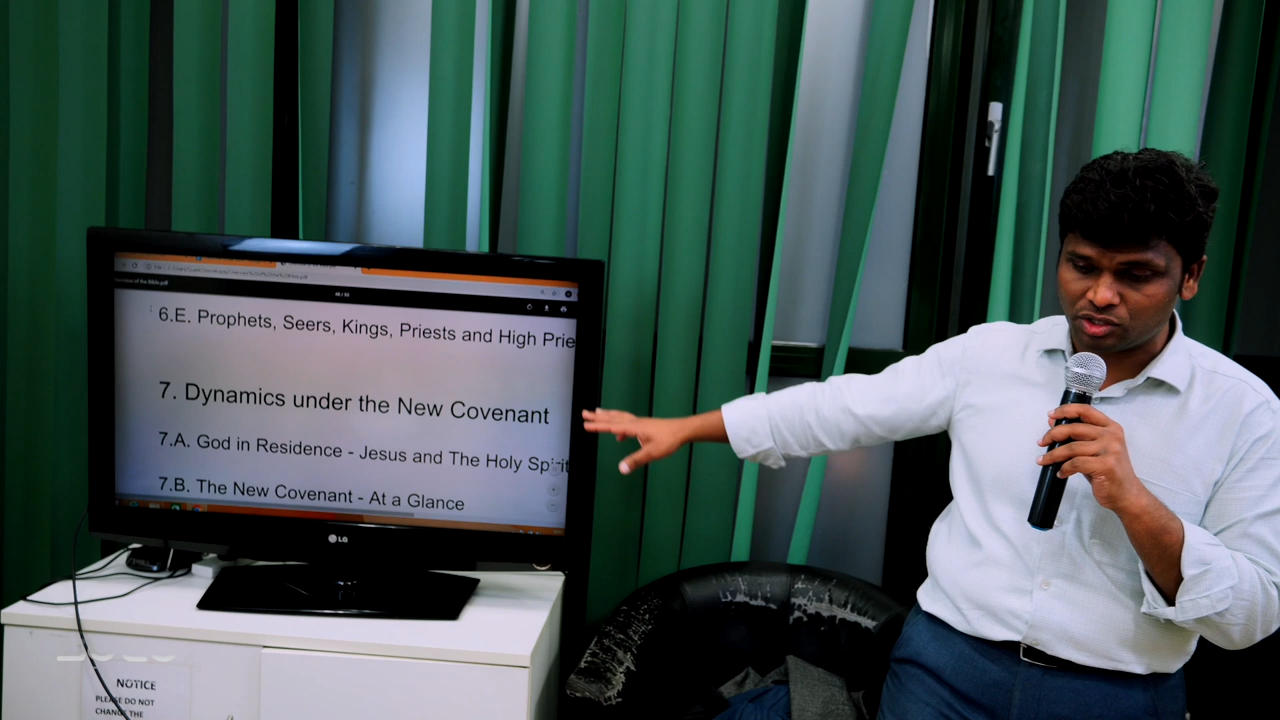 6.E. Prophets, Seers, Kings, Priests and High Prie
7. Dynamics under the New Covenant
7.A. God in Residence - Jesus and The Holy Spirit
7.B. The New Covenant - At a Glance
LG
NOTICE
PLEASE DO NOT
CHANGE THE